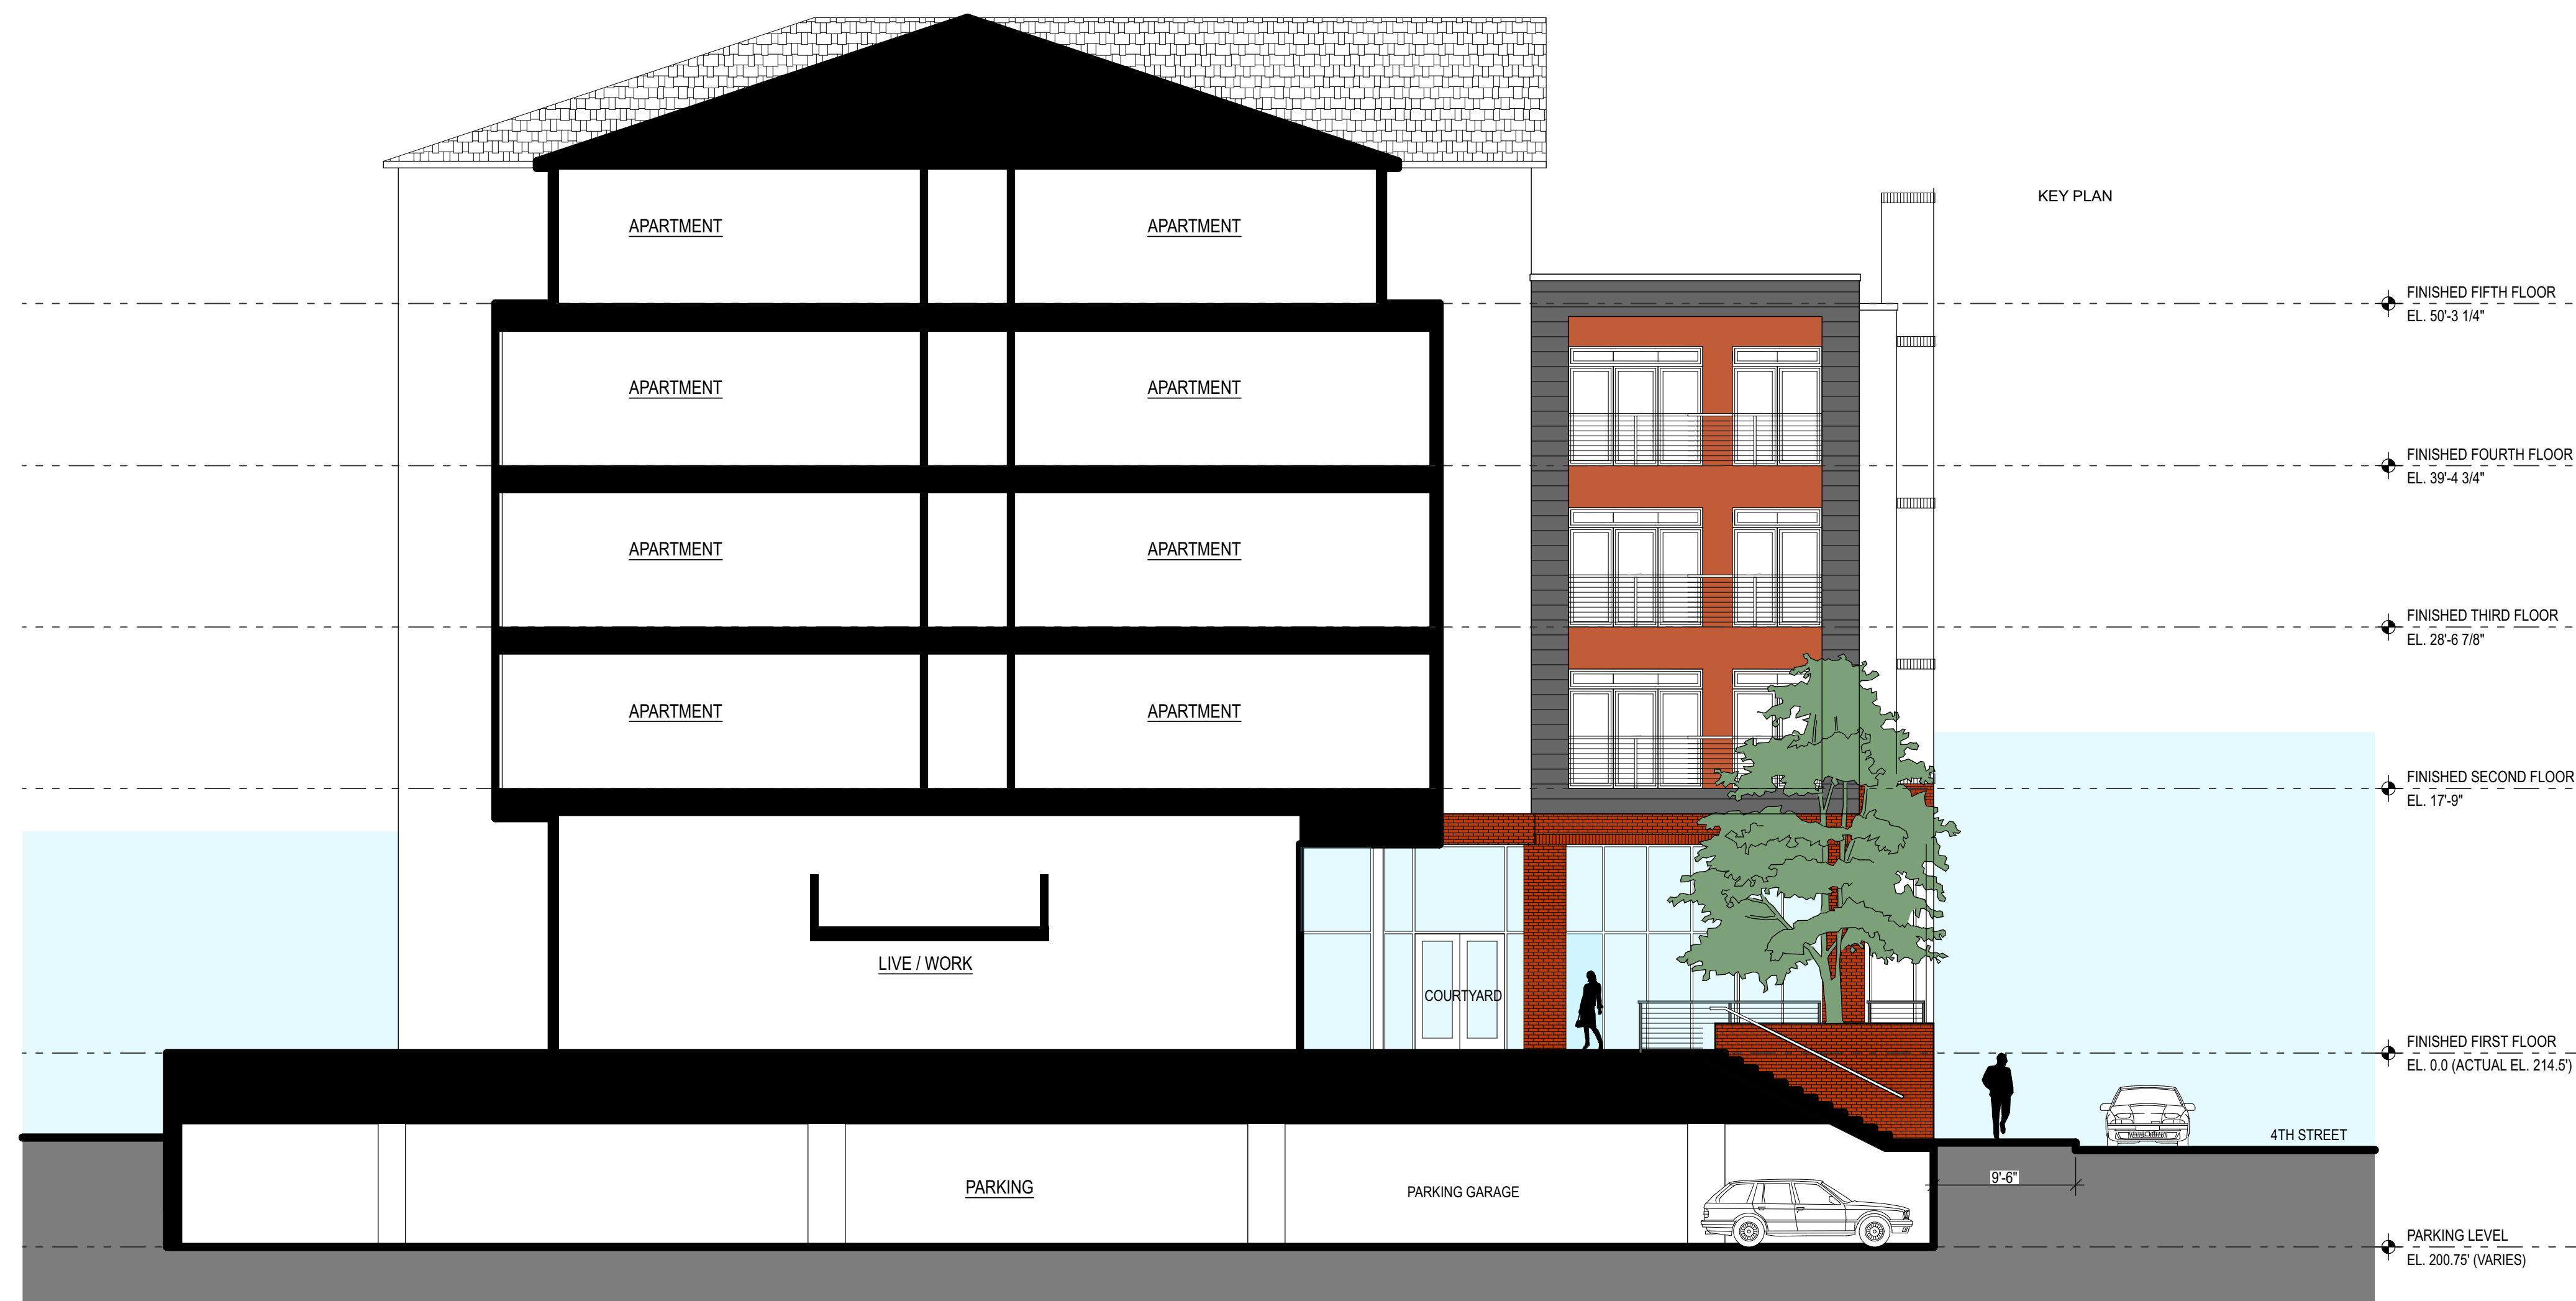 KEY PLAN
APARTMENT APARTMENT
FINISHED FIFTH FLOOR
EL. 50'-3 1/4"
APARTMENT APARTMENT
FINISHED FOURTH FLOOR
EL. 39'-4 3/4"
APARTMENT APARTMENT
FINISHED THIRD FLOOR
EL. 28'-6 7/8"
APARTMENT APARTMENT
FINISHED SECOND FLOOR
EL. 17'-9"
LIVE / WORK
COURTYARD
FINISHED FIRST FLOOR
EL. 0.0 (ACTUAL EL. 214.5')
4TH STREET
9'-6"
PARKING
PARKING GARAGE
PARKING LEVEL
EL. 200.75' (VARIES)